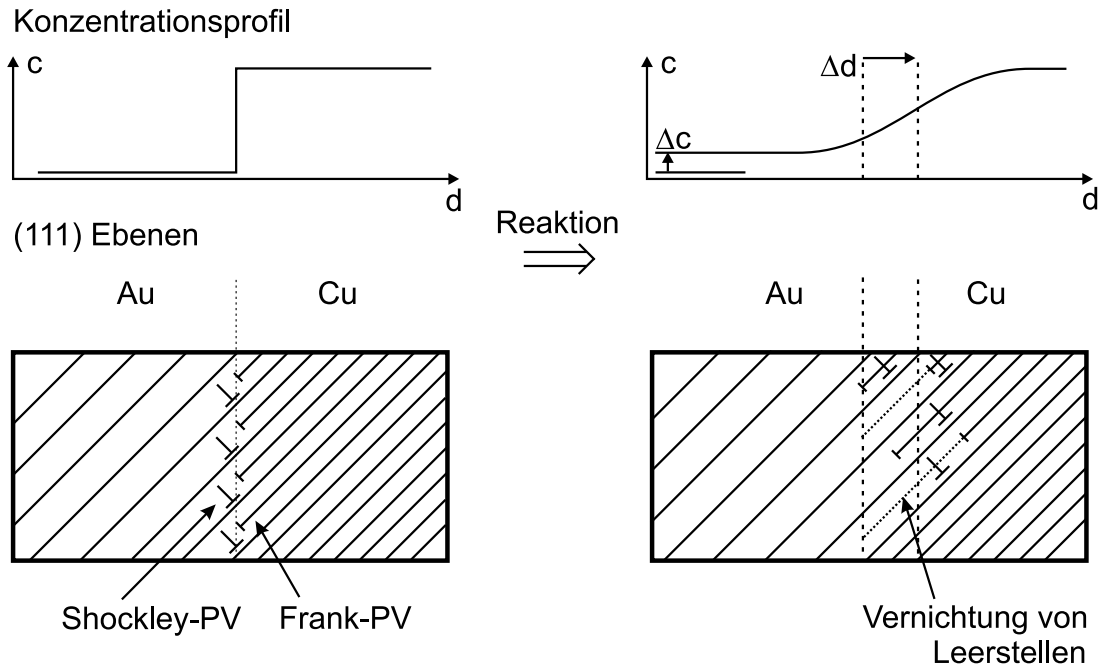 Konzentrationsprofil
c
d
c
Δd
Δc
d
(111) Ebenen
Reaktion
Au
Cu
Au
Cu
Shockley-PV
Frank-PV
Vernichtung von
Leerstellen